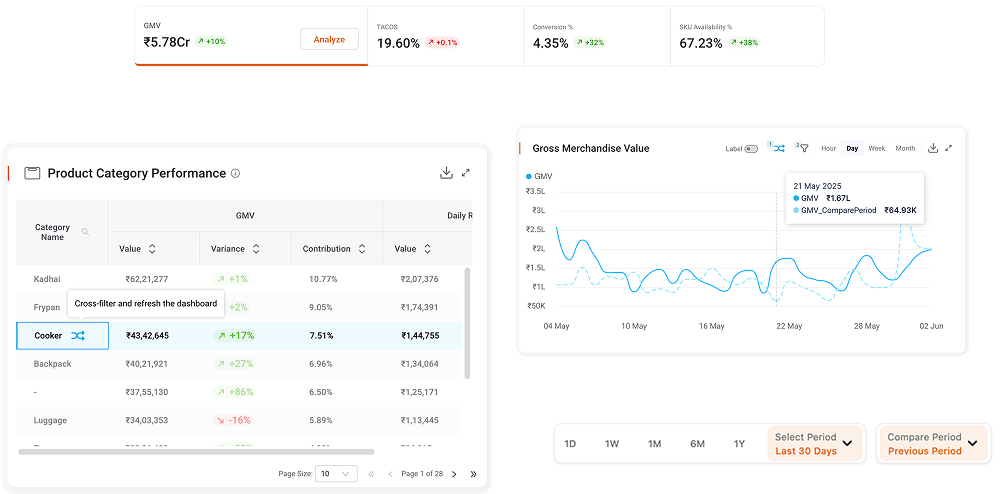 GMV
₹5.78Cr +10%
Analyze
TACOS
19.60% +0.1%
Conversion %
4.35% +32%
SKU Availability %
67.23% +38%
Product Category Performance
Category Name
GMV
Daily R
Value Variance Contribution Value
Kadhai ₹62,21,277 +1% 10.77% ₹2,07,376
Frypan +2% 9.05% ₹1,74,391
Cross-filter and refresh the dashboard
Cooker ₹43,42,645 +17% 7.51% ₹1,44,755
Backpack ₹40,21,921 +27% 6.96% ₹1,34,064
- ₹37,55,130 +86% 6.50% ₹1,25,171
Luggage ₹34,03,353 -16% 5.89% ₹1,13,445
Page Size: 10 Page 1 of 28
Gross Merchandise Value
Label 1 2 Hour Day Week Month
GMV
₹3.5L
₹3L
₹2.5L
₹2L
₹1.5L
₹1L
₹50K
21 May 2025
GMV ₹1.67L
GMV_ComparePeriod ₹64.93K
04 May 10 May 16 May 22 May 28 May 02 Jun
1D 1W 1M 6M 1Y
Select Period
Last 30 Days
Compare Period
Previous Period